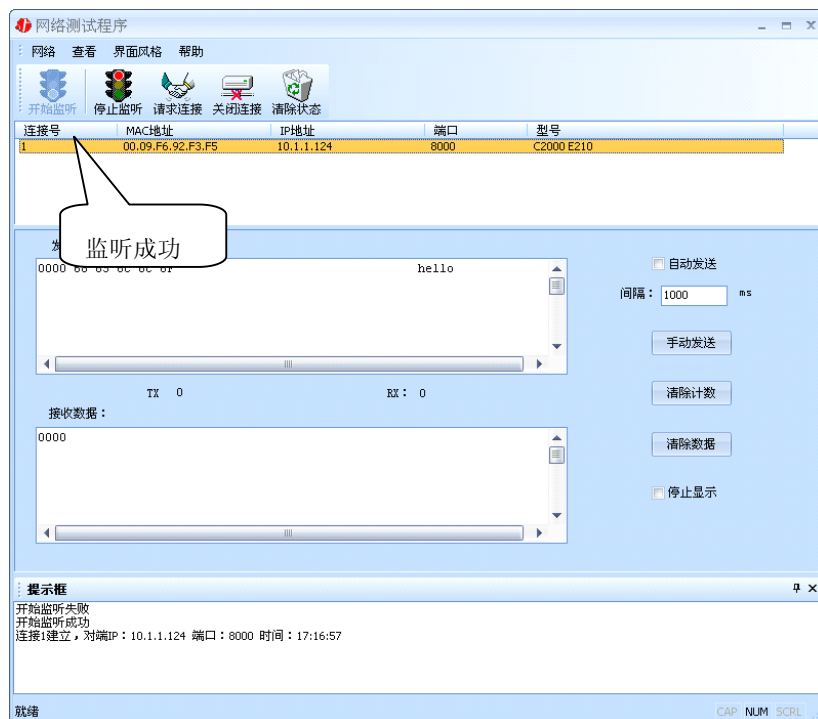 网络测试程序
网络 查看 界面风格 帮助
开始监听 停止监听 请求连接 关闭连接 清除状态
连接号 MAC地址 IP地址 端口 型号
1 00.09.F6.92.F3.F5 10.1.1.124 8000 C2000 E210
监听成功
0000 68 65 6C 6C 6F hello
自动发送
间隔： 1000 ms
手动发送
TX 0 RX： 0
清除计数
接收数据：
0000
清除数据
停止显示
提示框
开始监听失败
开始监听成功
连接1建立，对端IP：10.1.1.124 端口：8000 时间：17:16:57
就绪
CAP NUM SCRL